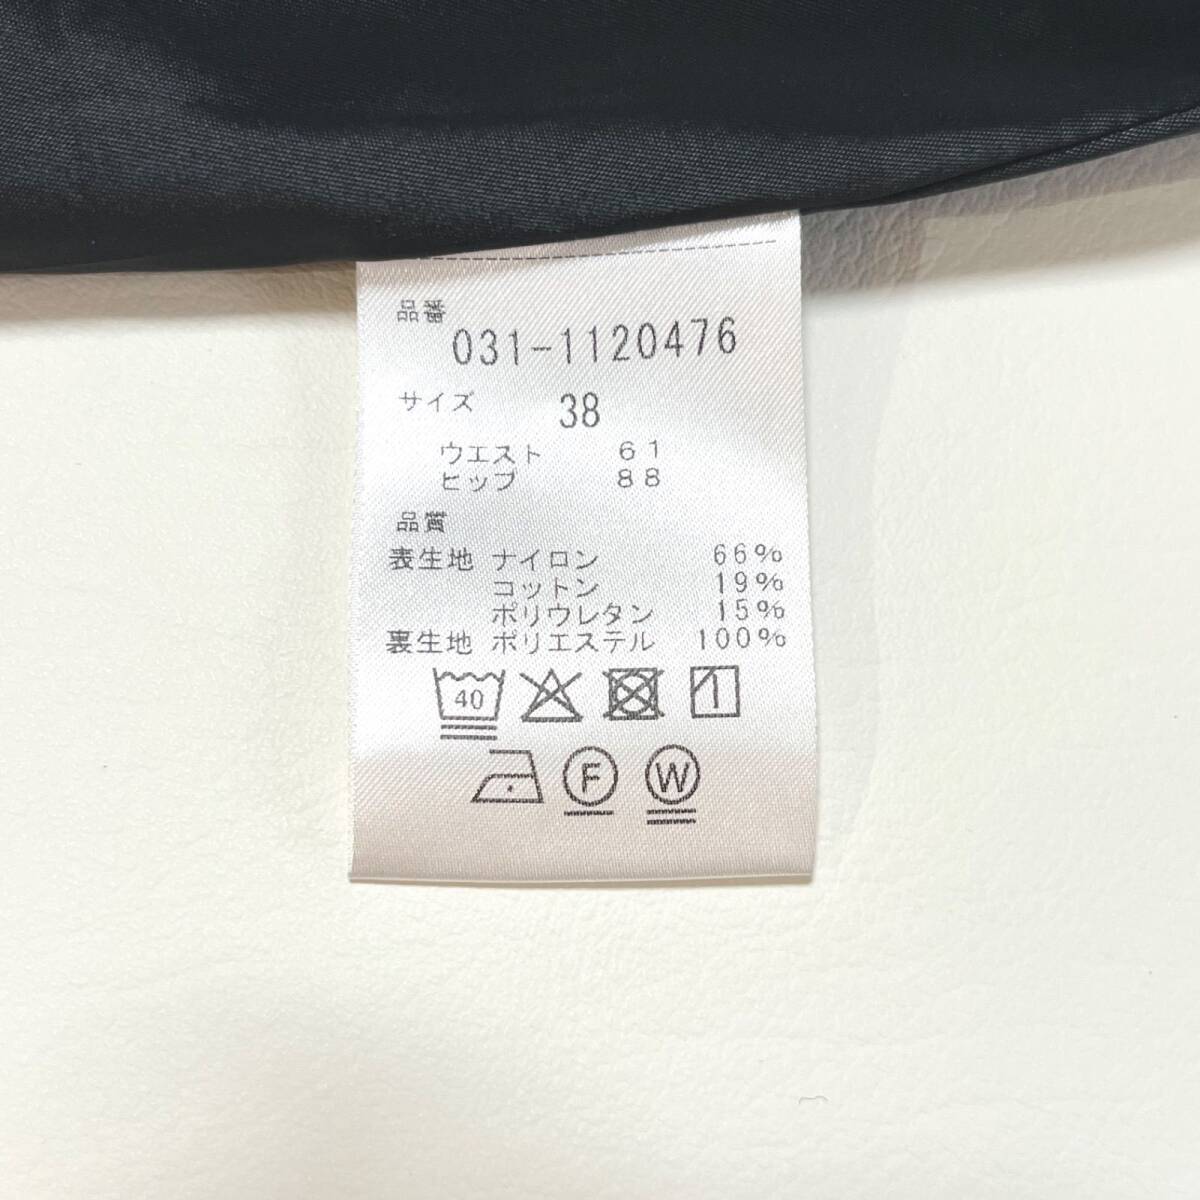 品番
031-1120476
サイズ 38
ウエスト 61
ヒップ 88
品質
表生地 ナイロン 66%
コットン 19%
ポリウレタン 15%
裏生地 ポリエステル 100%
40
F W